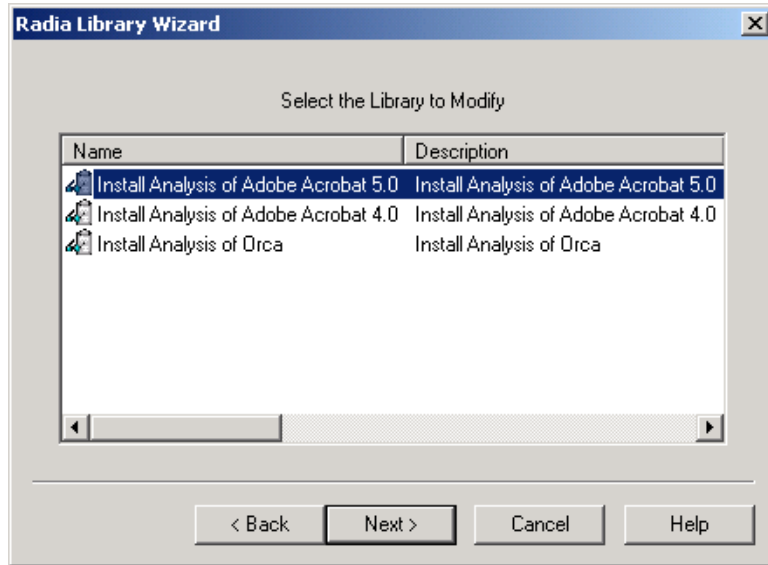 Radia Library Wizard
Select the Library to Modify
Name Description
Install Analysis of Adobe Acrobat 5.0 Install Analysis of Adobe Acrobat 5.0
Install Analysis of Adobe Acrobat 4.0 Install Analysis of Adobe Acrobat 4.0
Install Analysis of Orca Install Analysis of Orca
< Back Next > Cancel Help